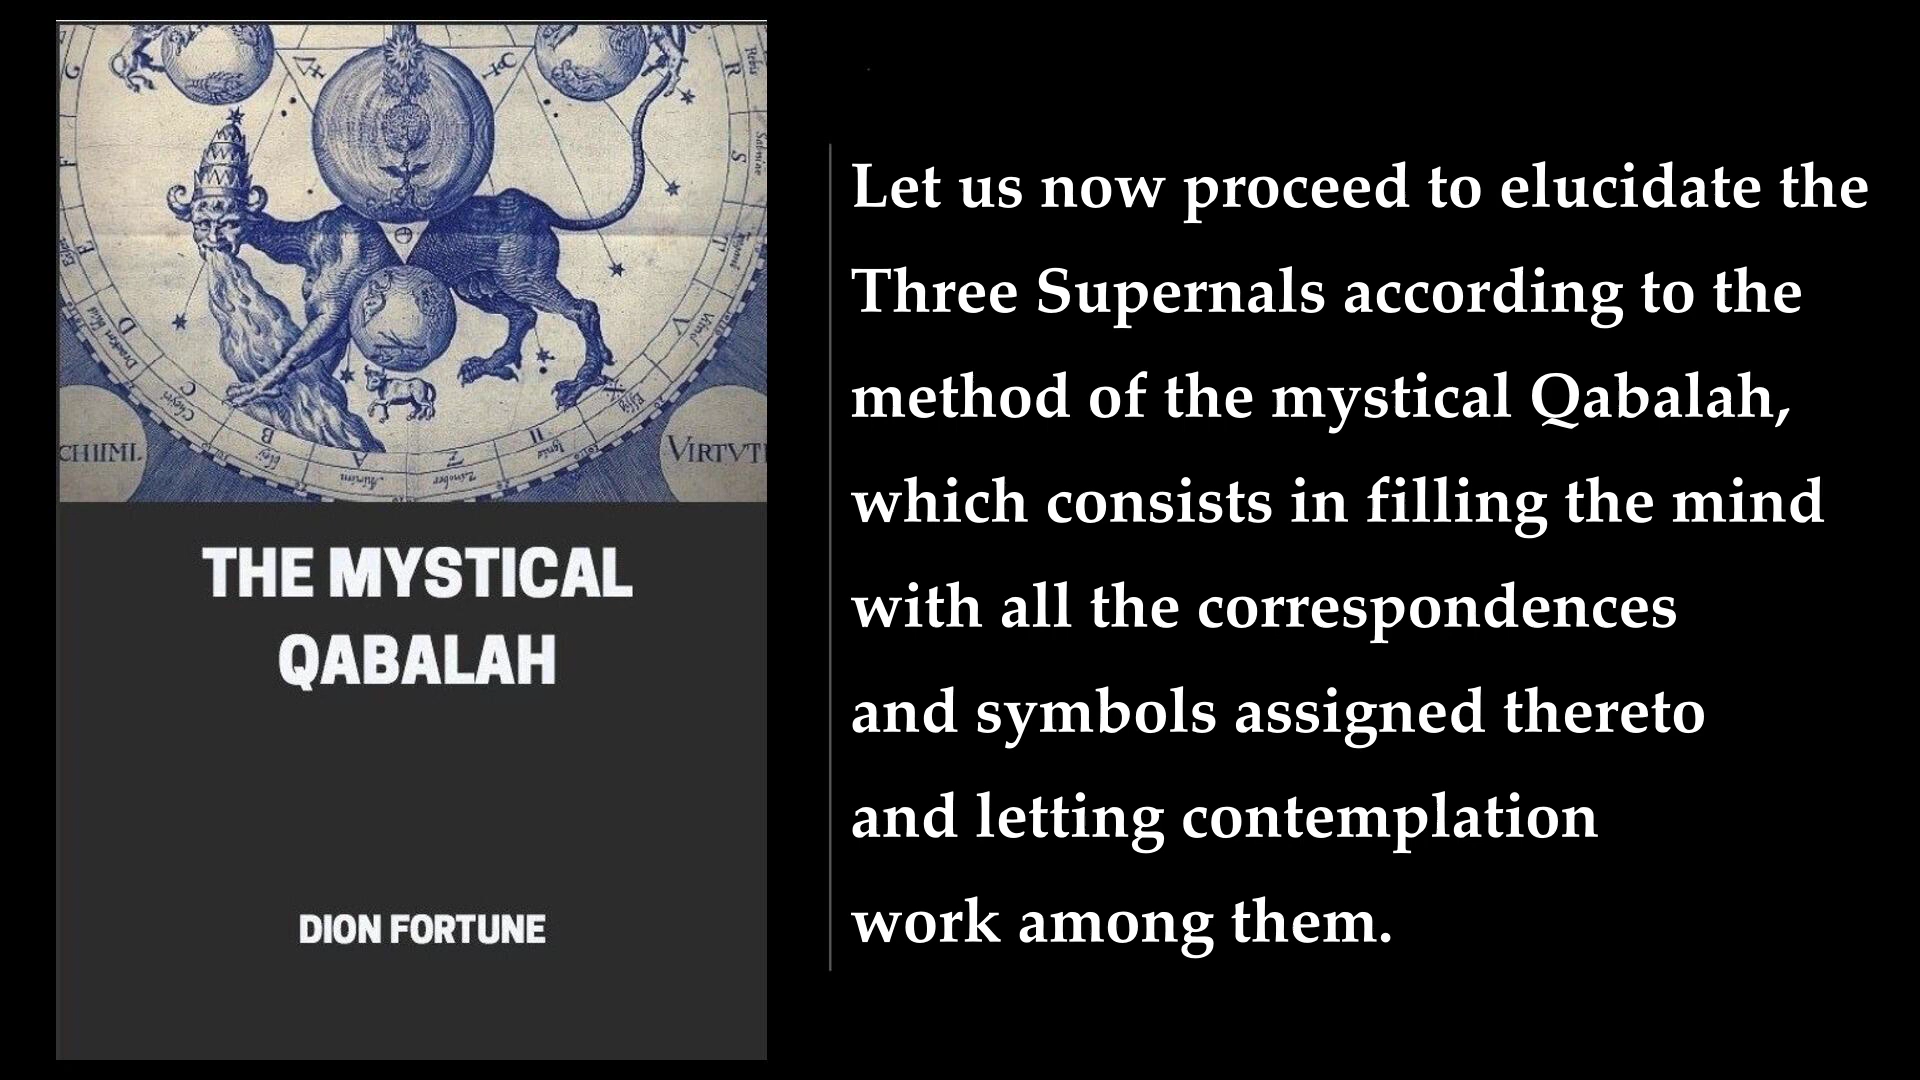 CHIIMI.
VIRTVTI
THE MYSTICAL
QABALAH
DION FORTUNE
Let us now proceed to elucidate the
Three Supernals according to the
method of the mystical Qabalah,
which consists in filling the mind
with all the correspondences
and symbols assigned thereto
and letting contemplation
work among them.